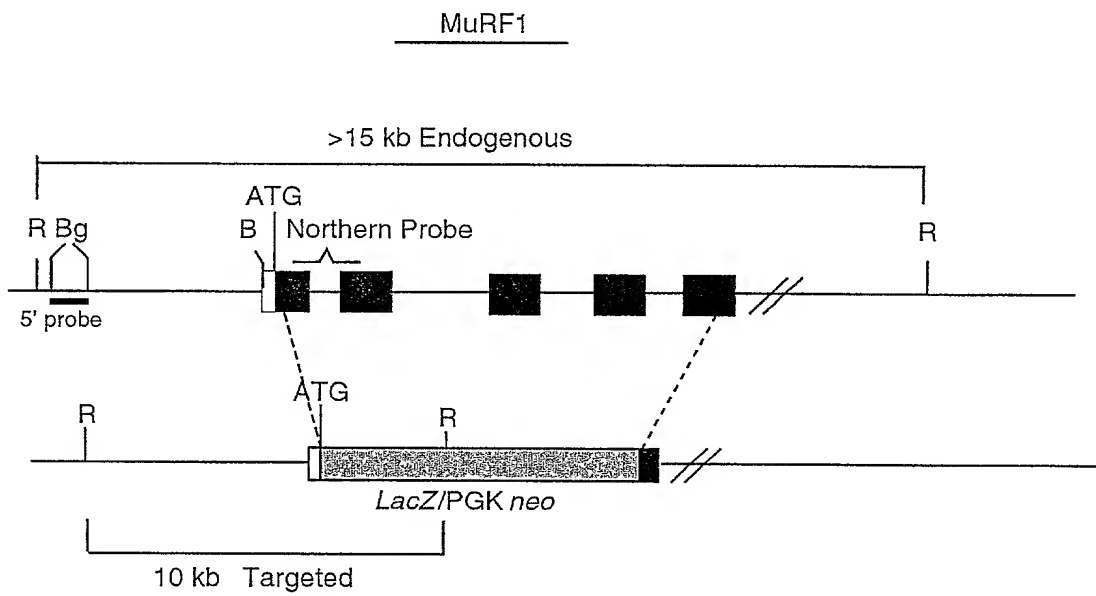 MuRF1
>15 kb Endogenous
ATG
R Bg
B
Northern Probe
R
5' probe
ATG
R
R
LacZ/PGK neo
10 kb Targeted